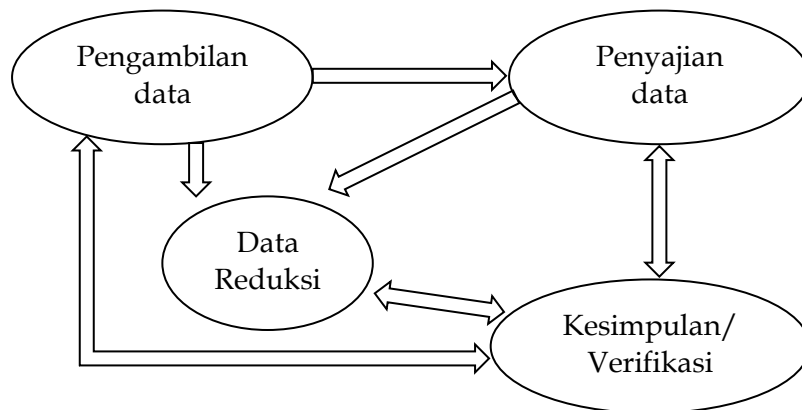 Pengambilan
data
Penyajian
data
Data
Reduksi
Kesimpulan/
Verifikasi